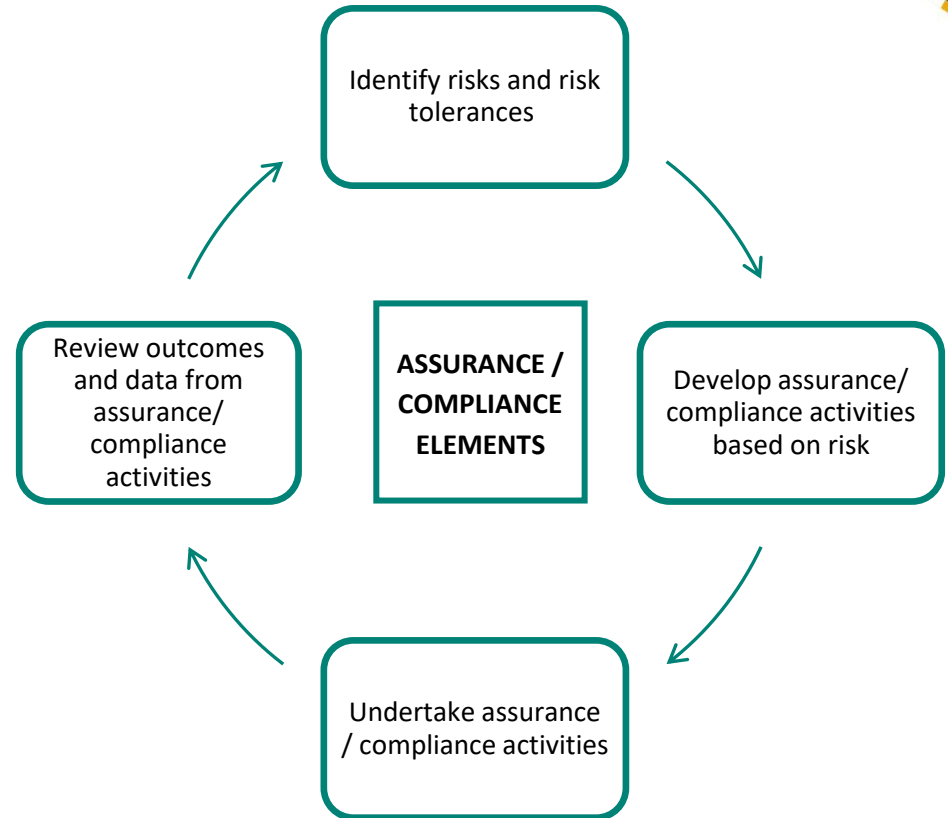 Identify risks and risk
tolerances
Review outcomes
and data from
assurance/
compliance
activities
ASSURANCE /
COMPLIANCE
ELEMENTS
Develop assurance/
compliance activities
based on risk
Undertake assurance
/ compliance activities